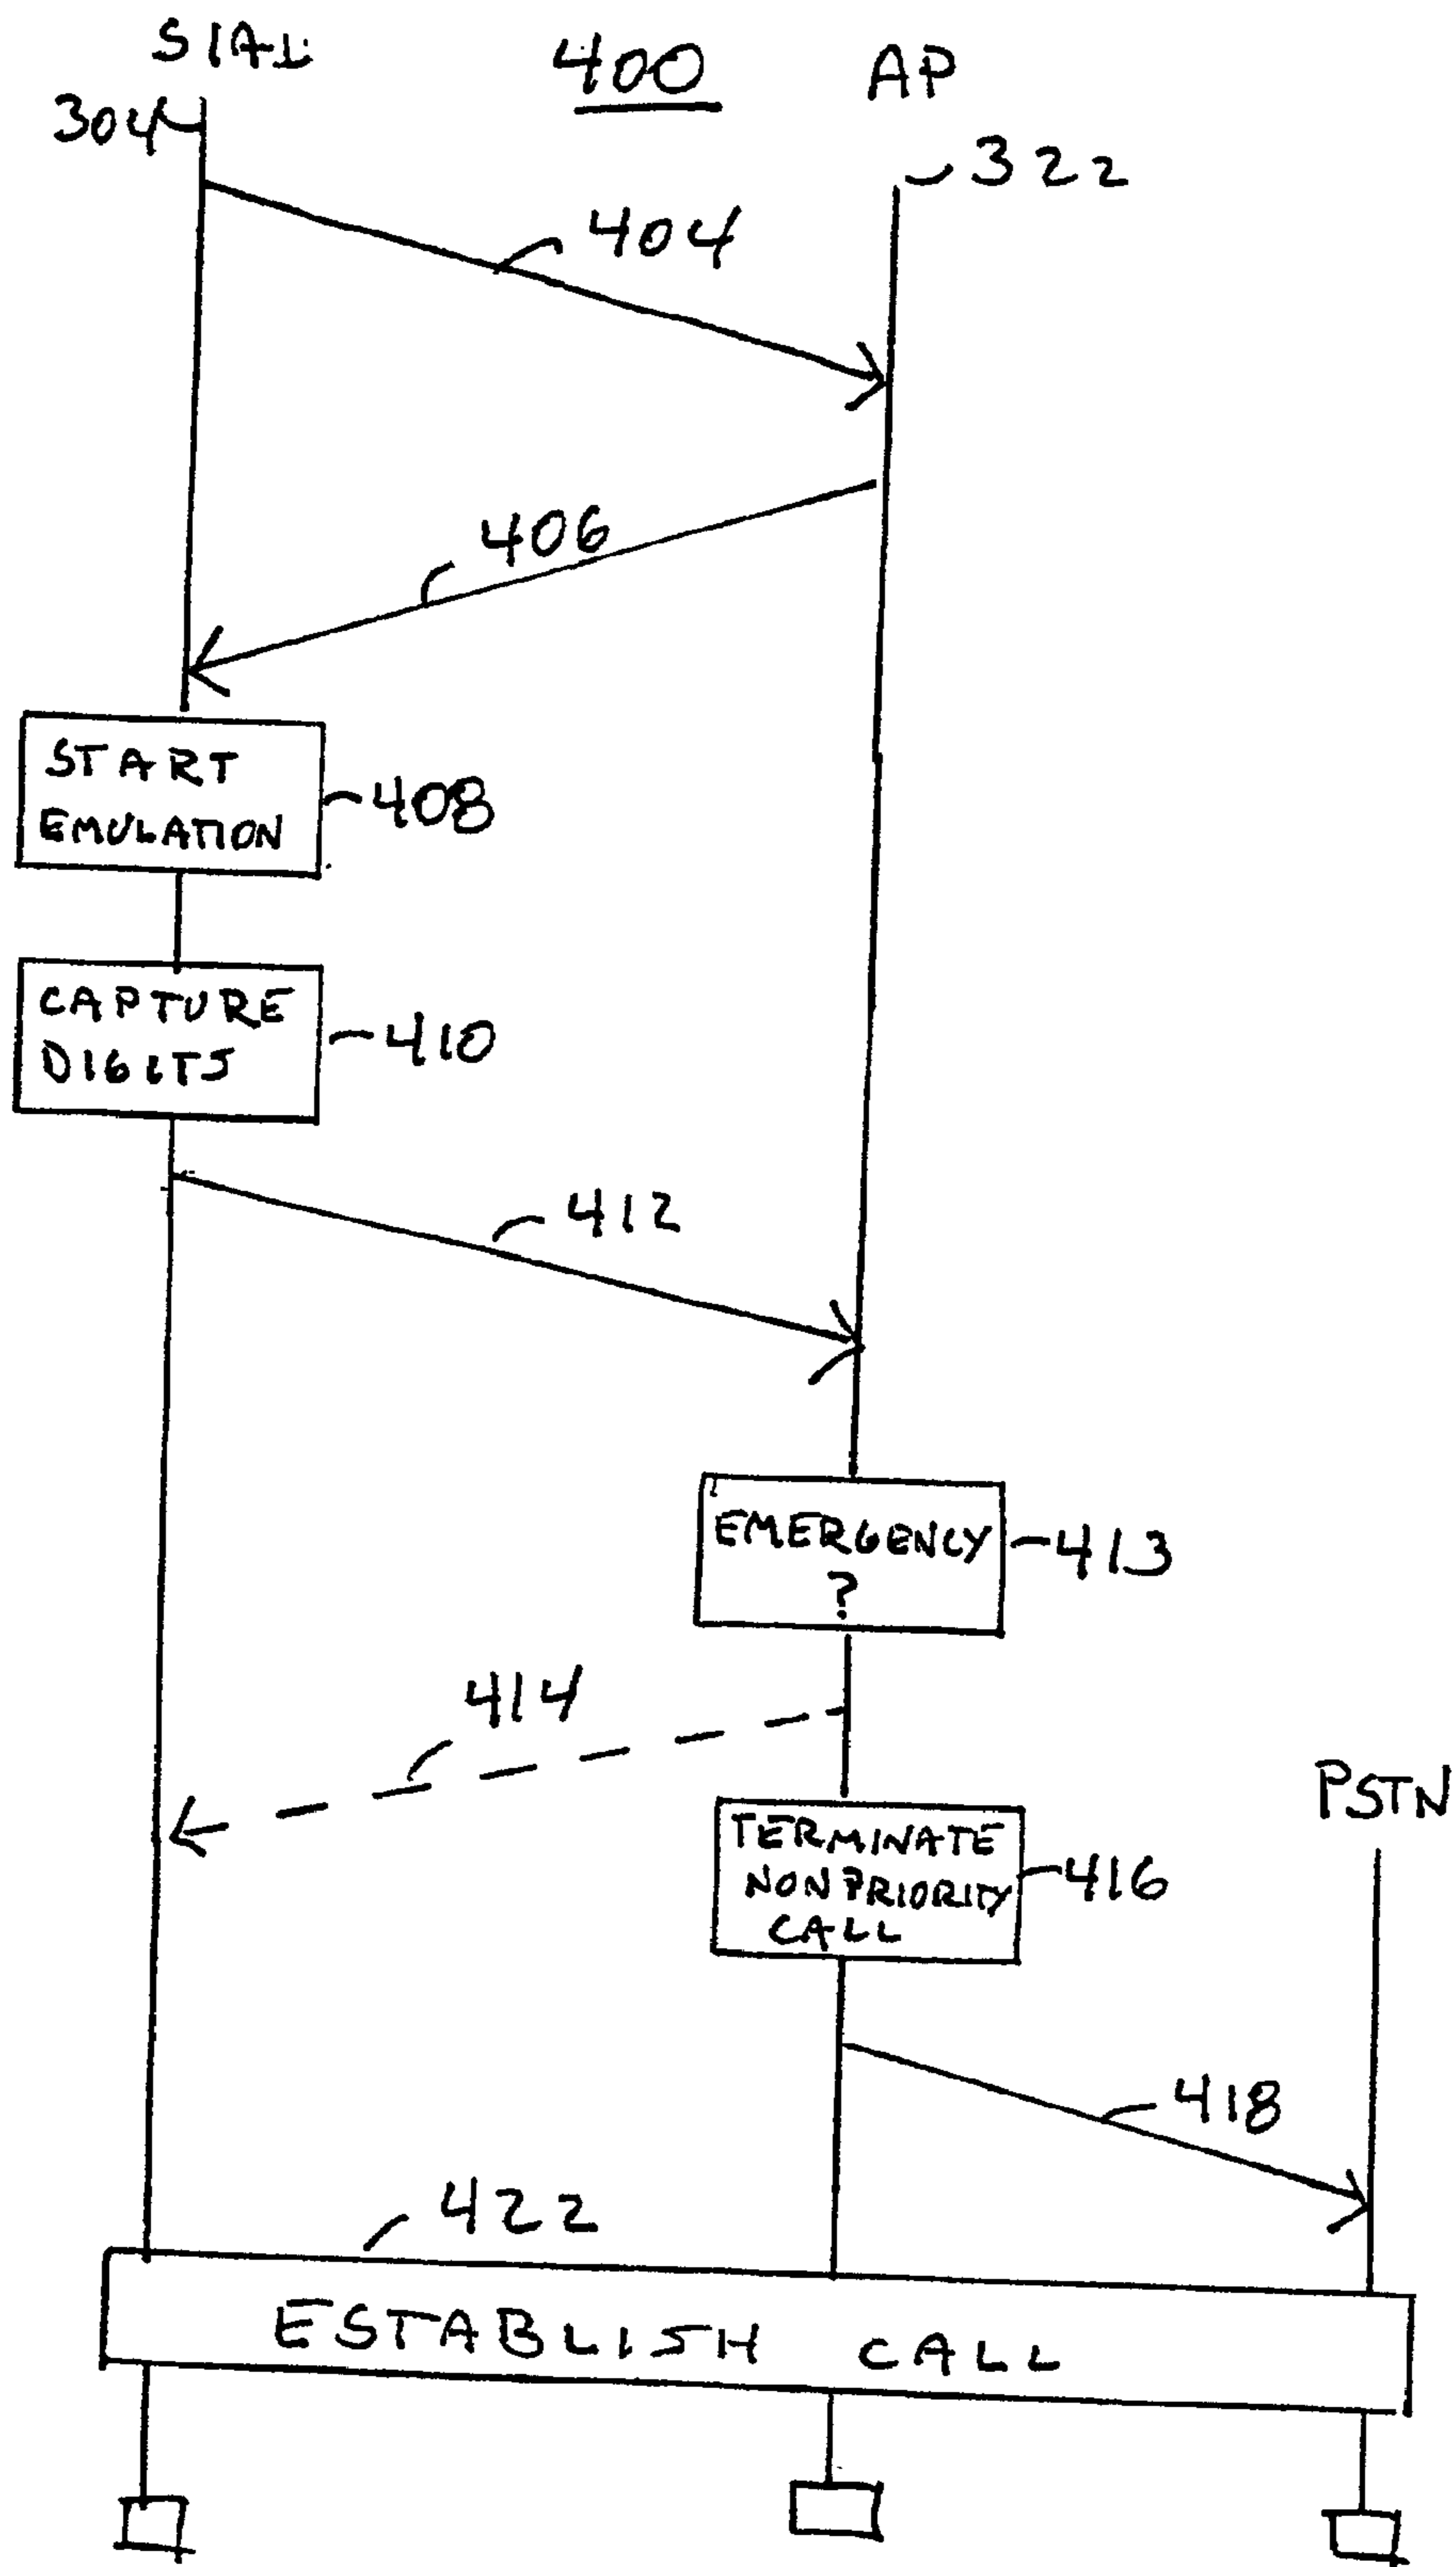 STA1
400
AP
304
322
404
406
START
EMULATION
408
CAPTURE
DIGITS
410
412
EMERGENCY
?
413
414
PSTN
TERMINATE
NONPRIORITY
CALL
416
418
422
ESTABLISH CALL